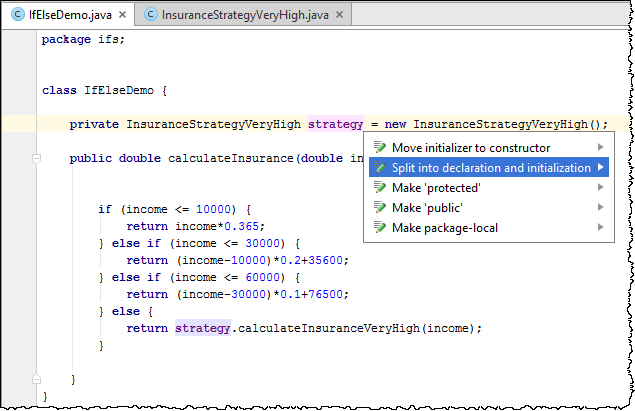 IfElseDemo.java InsuranceStrategyVeryHigh.java
package ifs;
class IfElseDemo {
private InsuranceStrategyVeryHigh strategy = new InsuranceStrategyVeryHigh();
public double calculateInsurance(double in
Move initializer to constructor
Split into declaration and initialization
Make 'protected'
Make 'public'
Make package-local
if (income <= 10000) {
return income*0.365;
} else if (income <= 30000) {
return (income-10000)*0.2+35600;
} else if (income <= 60000) {
return (income-30000)*0.1+76500;
} else {
return strategy.calculateInsuranceVeryHigh(income);
}
}
}